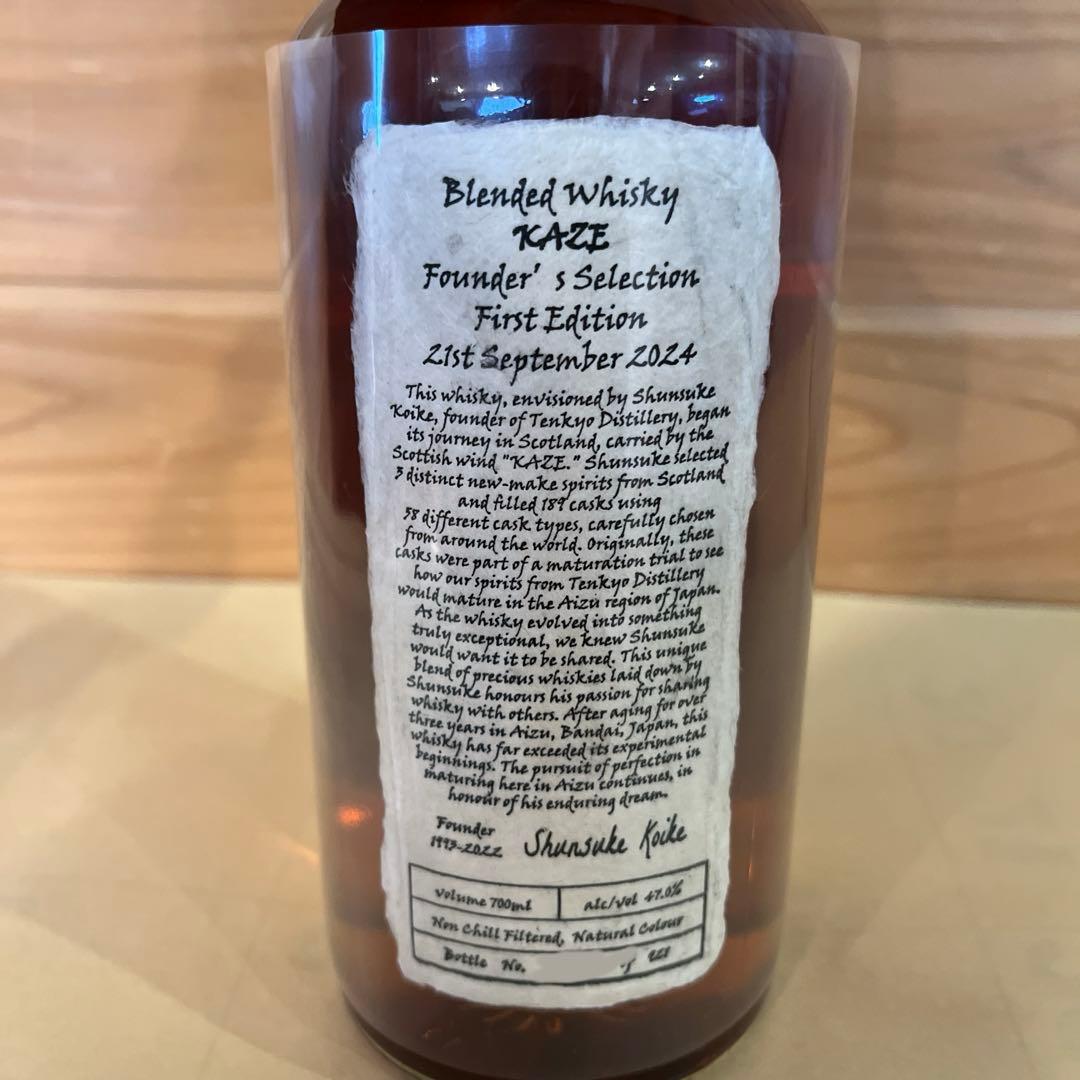 Blended Whisky
KAZE
Founder's Selection
First Edition
21st September 2024
This whisky, envisioned by Shunsuke
Koike, founder of Tenkyo Distillery, began
its journey in Scotland, carried by the
Scottish wind "KAZE." Shunsuke selected
3 distinct new-make spirits from Scotland
and filled 189 casks using
58 different cask types, carefully chosen
from around the world. Originally, these
casks were part of a maturation trial to see
how our spirits from Tenkyo Distillery
would mature in the Aizu region of Japan.
As the whisky evolved into something
truly exceptional, we knew Shunsuke
would want it to be shared. This unique
blend of precious whiskies laid down by
Shunsuke honours his passion for sharing
whisky with others. After aging for over
three years in Aizu, Bandai, Japan, this
whisky has far exceeded its experimental
beginnings. The pursuit of perfection in
maturing here in Aizu continues, in
honour of his enduring dream.
Founder
1993-2022 Shunsuke Koike
Volume 700ml alc/vol 47.0%
Non Chill Filtered, Natural Colour
Bottle No.